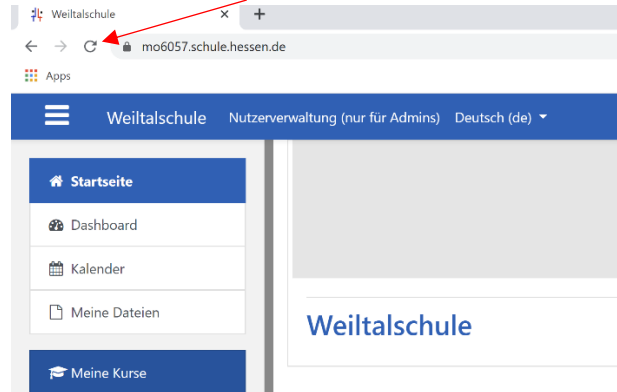 Weiltalschule
mo6057.schule.hessen.de
Apps
Weiltalschule Nutzerverwaltung (nur für Admins) Deutsch (de)
Startseite
Dashboard
Kalender
Meine Dateien
Weiltalschule
Meine Kurse